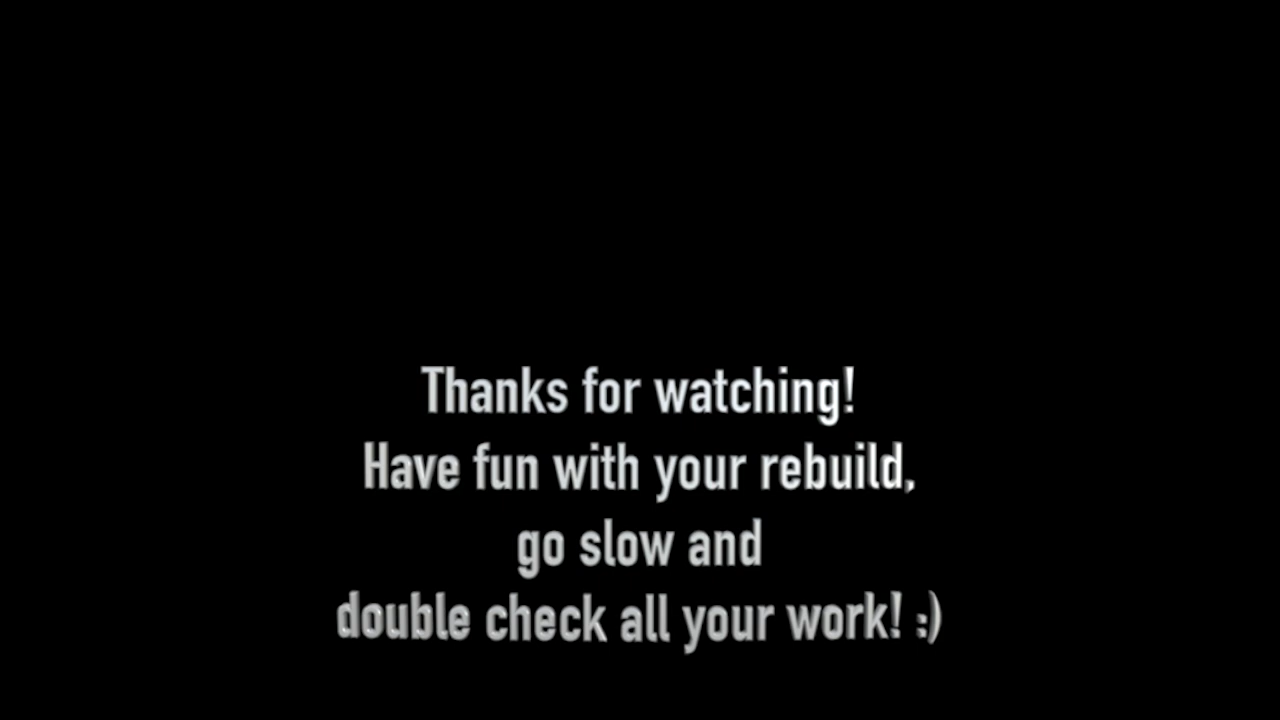 Thanks for watching!
Have fun with your rebuild,
go slow and
double check all your work! :)